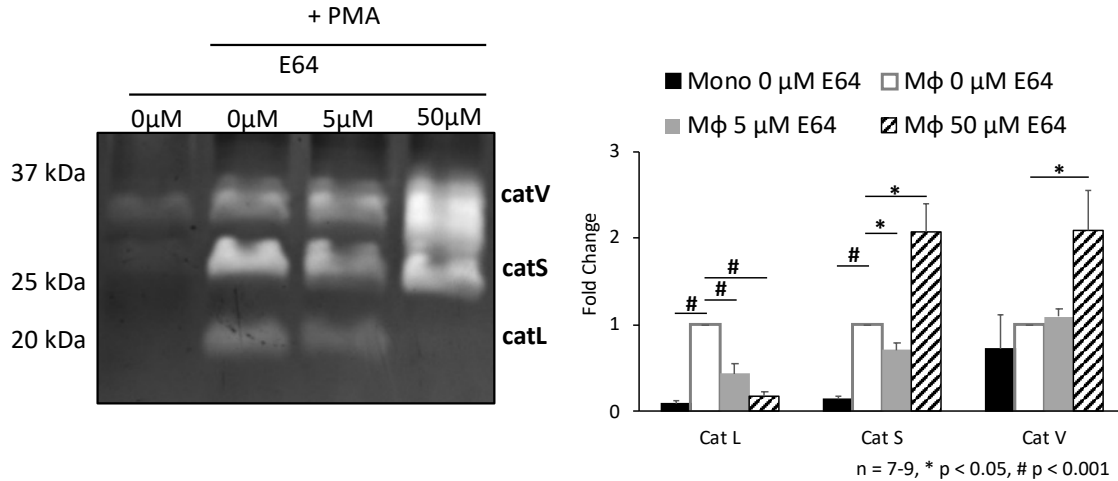 + PMA
E64
0µM 0µM 5µM 50µM
37 kDa
25 kDa
20 kDa
catV
catS
catL
Mono 0 µM E64 Mφ 0 µM E64
Mφ 5 µM E64 Mφ 50 µM E64
Fold Change
3
2
1
0
# # #
# * *
*
Cat L Cat S Cat V
n = 7-9, * p < 0.05, # p < 0.001